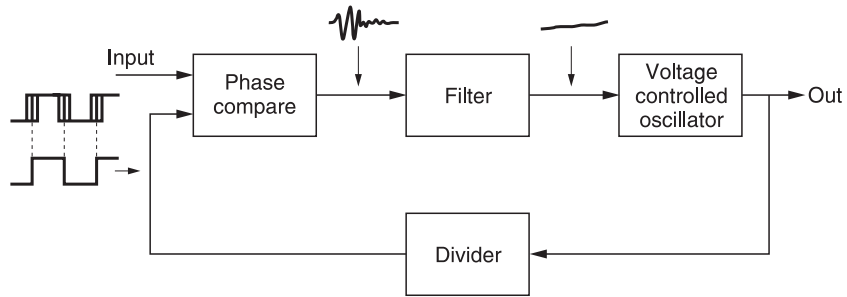 Input
Phase
compare
Filter
Voltage
controlled
oscillator
Out
Divider